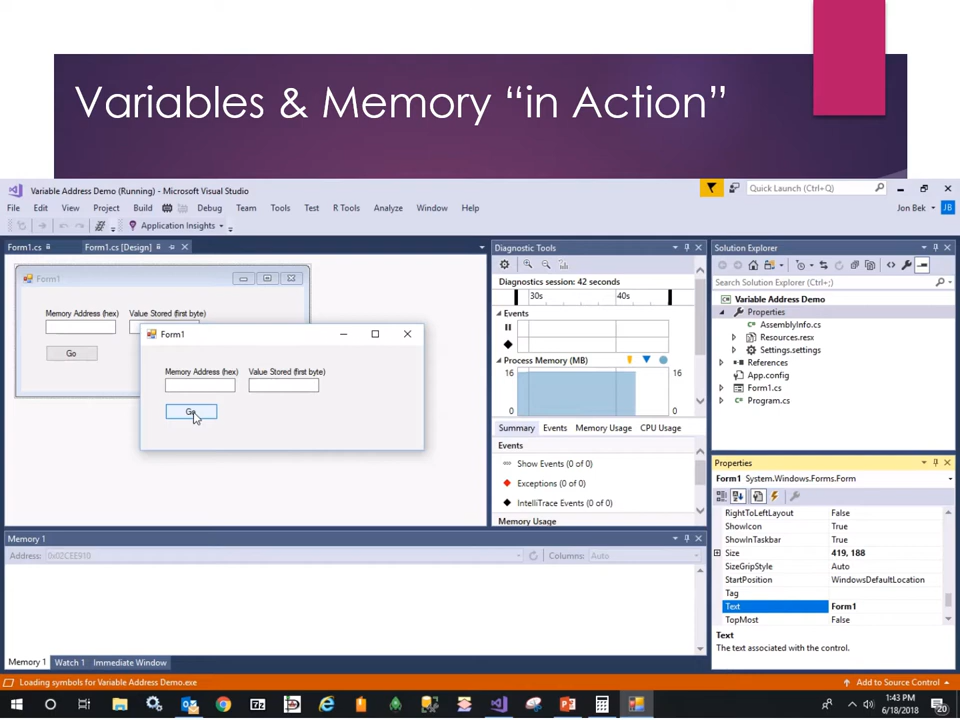 Variables & Memory “in Action”
Variable Address Demo (Running) - Microsoft Visual Studio
Quick Launch (Ctrl+Q)
File Edit View Project Build Debug Team Tools Test R Tools Analyze Window Help
Jon Bek
JB
Application Insights
Form1.cs
Form1.cs [Design]
Form1
Memory Address (hex) Value Stored (first byte)
Go
Form1
Memory Address (hex) Value Stored (first byte)
Go
Diagnostic Tools
Diagnostics session: 42 seconds
30s 40s
Events
Process Memory (MB)
16 16
0 0
Summary Events Memory Usage CPU Usage
Events
Show Events (0 of 0)
Exceptions (0 of 0)
IntelliTrace Events (0 of 0)
Memory Usage
Solution Explorer
Search Solution Explorer (Ctrl+;)
Variable Address Demo
Properties
AssemblyInfo.cs
Resources.resx
Settings.settings
References
App.config
Form1.cs
Program.cs
Properties
Form1 System.Windows.Forms.Form
RightToLeftLayout False
ShowIcon True
ShowInTaskbar True
Size 419, 188
SizeGripStyle Auto
StartPosition WindowsDefaultLocation
Tag
Text Form1
TopMost False
Text
The text associated with the control.
Memory 1
Address: 0x02CEE910 Columns: Auto
Memory 1 Watch 1 Immediate Window
Loading symbols for Variable Address Demo.exe
Add to Source Control
7z
1:43 PM
6/18/2018
20